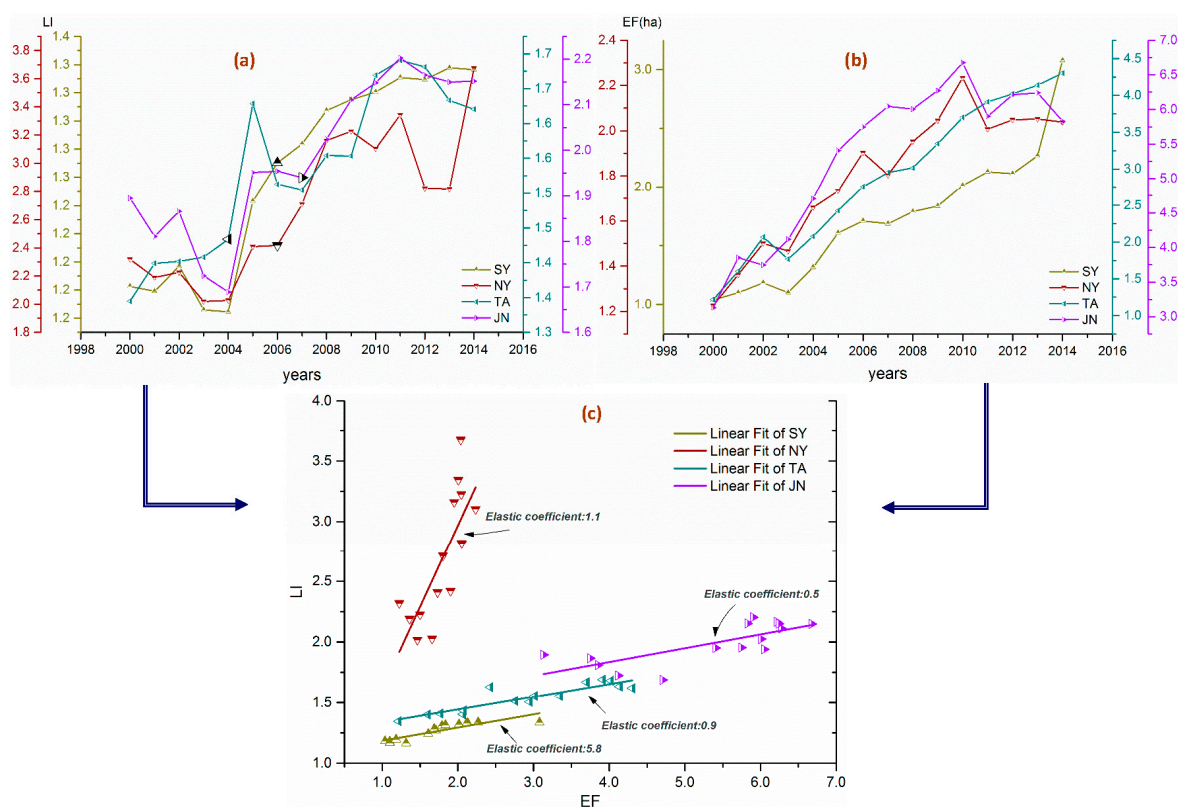 LI
(a)
3.8
3.6
3.4
3.2
3.0
2.8
2.6
2.4
2.2
2.0
1.8
1.4
1.3
1.3
1.3
1.3
1.3
1.2
1.2
1.2
1.2
1.2
1.7
1.7
1.6
1.6
1.5
1.5
1.4
1.4
1.3
2.2
2.1
2.0
1.9
1.8
1.7
1.6
SY
NY
TA
JN
1998 2000 2002 2004 2006 2008 2010 2012 2014 2016
years
EF(ha)
(b)
2.4
2.2
2.0
1.8
1.6
1.4
1.2
3.0
2.0
1.0
4.5
4.0
3.5
3.0
2.5
2.0
1.5
1.0
7.0
6.5
6.0
5.5
5.0
4.5
4.0
3.5
3.0
SY
NY
TA
JN
1998 2000 2002 2004 2006 2008 2010 2012 2014 2016
years
(c)
LI
4.0
3.5
3.0
2.5
2.0
1.5
1.0
Linear Fit of SY
Linear Fit of NY
Linear Fit of TA
Linear Fit of JN
Elastic coefficient:1.1
Elastic coefficient:0.5
Elastic coefficient:0.9
Elastic coefficient:5.8
1.0 2.0 3.0 4.0 5.0 6.0 7.0
EF